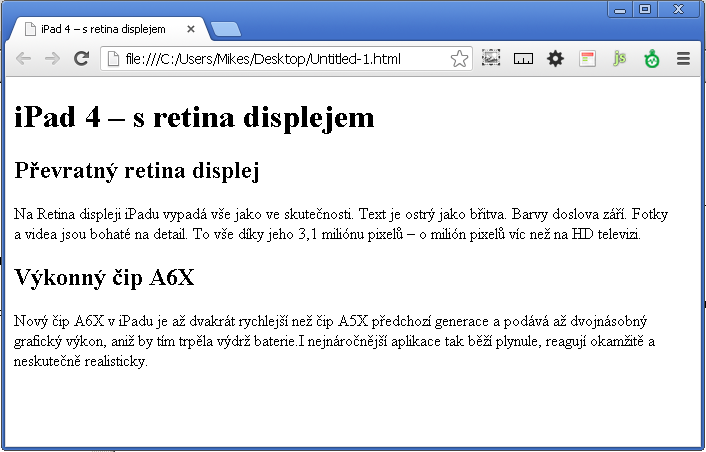 iPad 4 – s retina displejem
file:///C:/Users/Mikes/Desktop/Untitled-1.html
js
iPad 4 – s retina displejem
Převratný retina displej
Na Retina displeji iPadu vypadá vše jako ve skutečnosti. Text je ostrý jako břitva. Barvy doslova září. Fotky
a videa jsou bohaté na detail. To vše díky jeho 3,1 miliónu pixelů – o milión pixelů víc než na HD televizi.
Výkonný čip A6X
Nový čip A6X v iPadu je až dvakrát rychlejší než čip A5X předchozí generace a podává až dvojnásobný
grafický výkon, aniž by tím trpěla výdrž baterie.I nejnáročnější aplikace tak běží plynule, reagují okamžitě a
neskutečně realisticky.